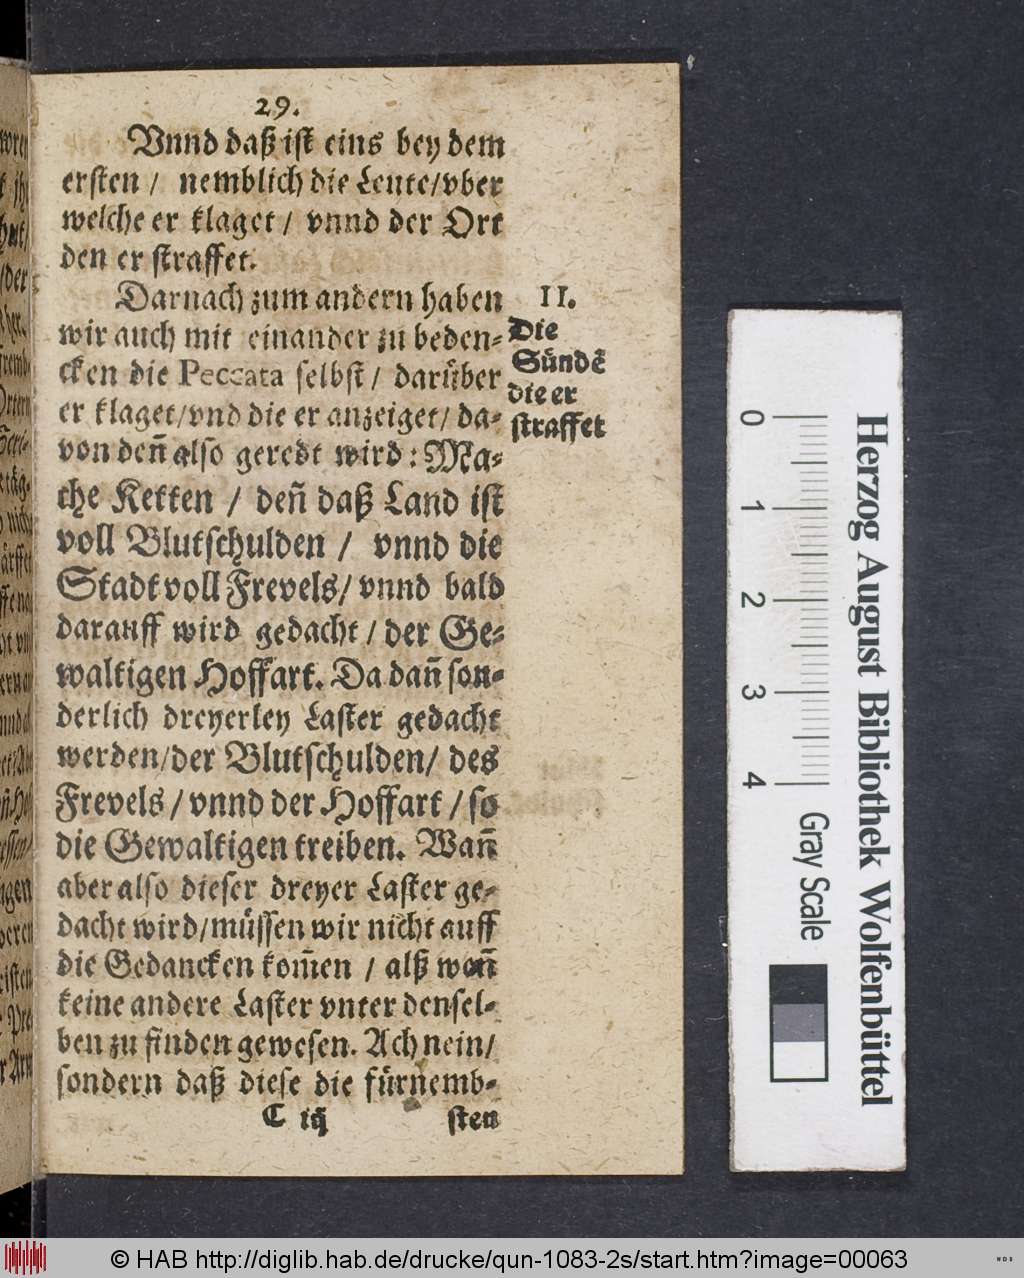 29.
Vnnd daß ist eins bey dem
ersten / nemblich die Leute/vber
welche er klaget / vnnd der Ort
den er straffet.
Darnach zum andern haben
wir auch mit einander zu beden-
cken die Peccata selbst / darüber
er klaget/vnd die er anzeiget/ da-
von deñ also geredt wird : Ma-
che Ketten / deñ daß Land ist
voll Blutschulden / vnnd die
Stadt voll Frevels/ vnnd bald
darauff wird gedacht / der Ge-
waltigen Hoffart. Da dañ son-
derlich dreyerley Laster gedacht
werden/der Blutschulden/ des
Frevels / vnnd der Hoffart / so
die Gewaltigen treiben. Wañ
aber also dieser dreyer Laster ge-
dacht wird/müssen wir nicht auff
die Gedancken kom̃en / alß wañ
keine andere Laster vnter densel-
ben zu finden gewesen. Ach nein/
sondern daß diese die fürnemb-
C iij
sten
II.
Die
Sündẽ
die er
straffet
0
1
2
3
4
Gray Scale
Herzog August Bibliothek Wolfenbüttel
© HAB http://diglib.hab.de/drucke/qun-1083-2s/start.htm?image=00063